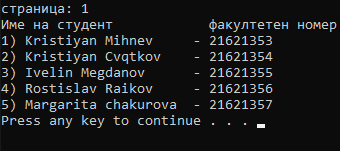 страница: 1
Име на студент факултетен номер
1) Kristiyan Mihnev - 21621353
2) Kristiyan Cvqtkov - 21621354
3) Ivelin Megdanov - 21621355
4) Rostislav Raikov - 21621356
5) Margarita chakurova - 21621357
Press any key to continue . . .